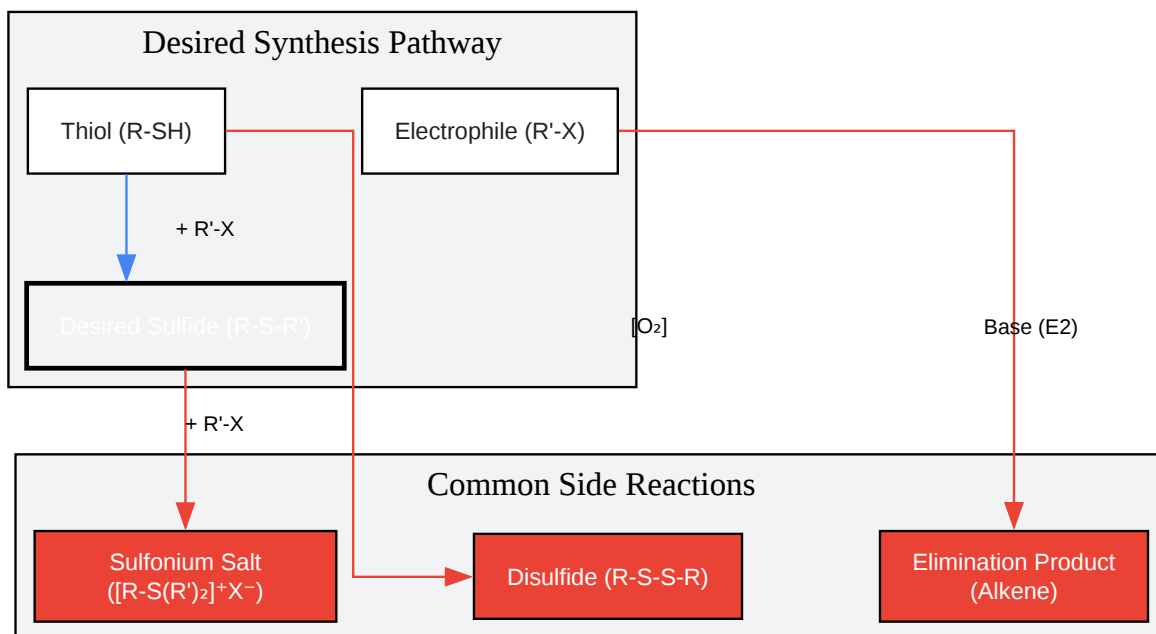 Desired Synthesis Pathway
Thiol (R-SH)
Electrophile (R'-X)
+ R'-X
Desired Sulfide (R-S-R')
[O₂]
Base (E2)
+ R'-X
Common Side Reactions
Sulfonium Salt
([R-S(R')₂]⁺X⁻)
Disulfide (R-S-S-R)
Elimination Product
(Alkene)